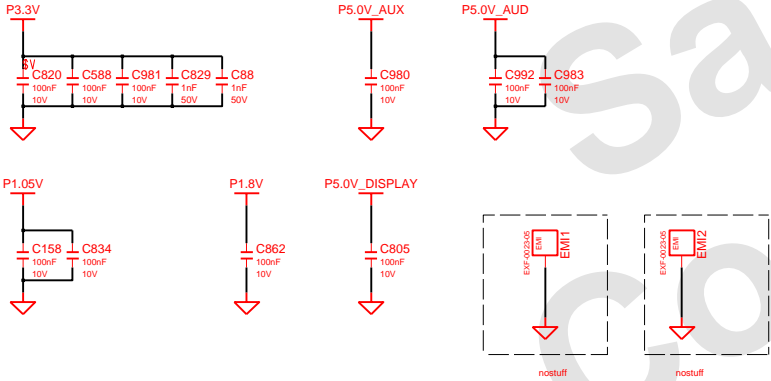 P3.3V
P5.0V_AUX
P5.0V_AUD
C820
100nF
10V
C588
100nF
10V
C981
100nF
10V
C829
1nF
50V
C88
1nF
50V
C980
100nF
10V
C992
100nF
10V
C983
100nF
10V
P1.05V
P1.8V
P5.0V_DISPLAY
C158
100nF
10V
C834
100nF
10V
C862
100nF
10V
C805
100nF
10V
EXF-0023-05
EMI
EMI1
EXF-0023-05
EMI
EMI2
nostuff
nostuff
Sa
Co